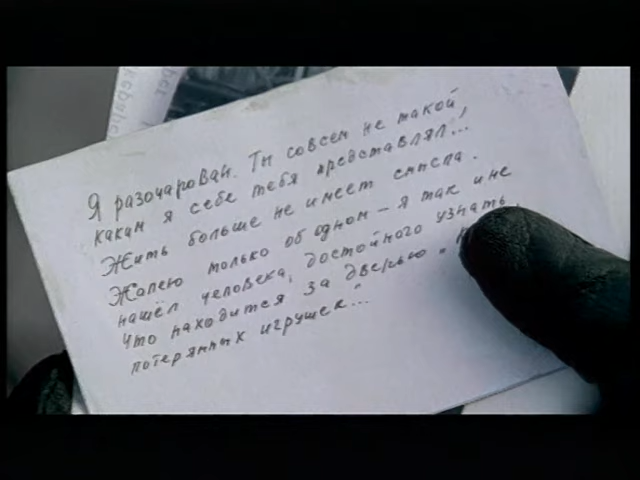 Я разочарован. Ты совсем не такой,
каким я себе тебя представлял...
Жить больше не имеет смысла.
Жалею только об одном – я так и не
нашёл человека, достойного узнать,
что находится за дверью „
потерянных игрушек"...